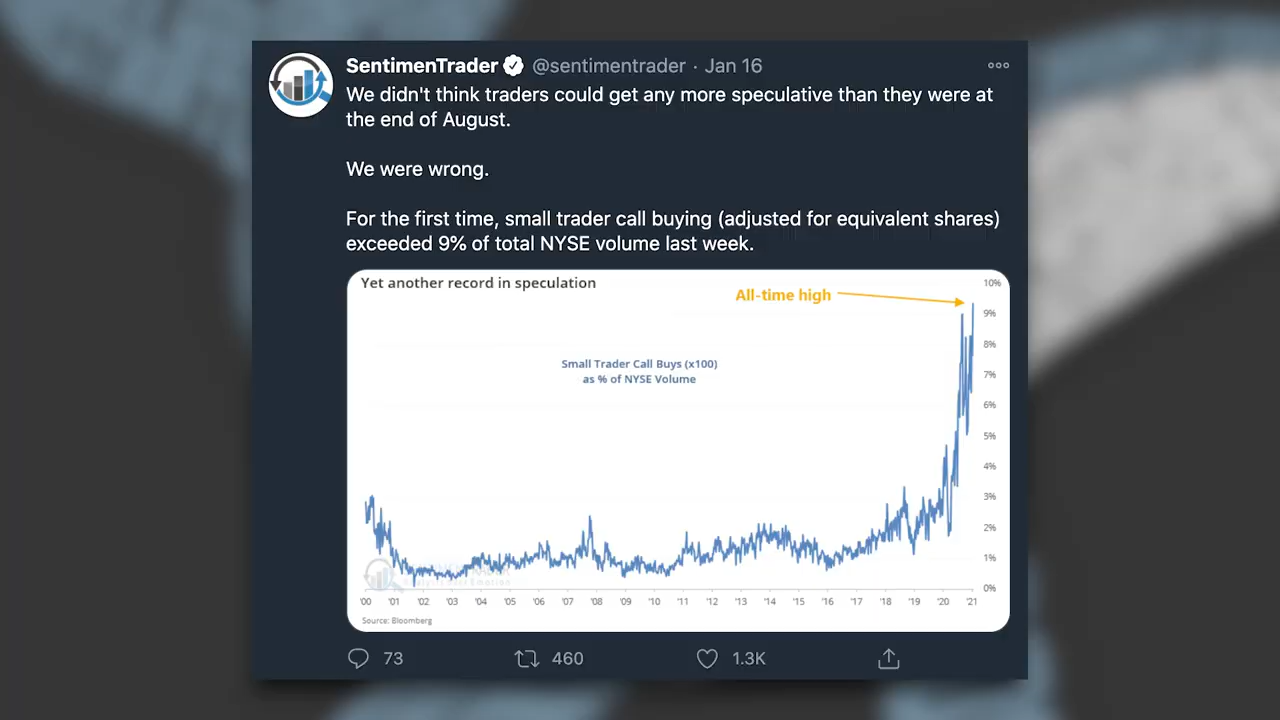 SentimenTrader @sentimentrader · Jan 16
We didn't think traders could get any more speculative than they were at
the end of August.
We were wrong.
For the first time, small trader call buying (adjusted for equivalent shares)
exceeded 9% of total NYSE volume last week.
Yet another record in speculation
All-time high
Small Trader Call Buys (x100)
as % of NYSE Volume
10%
9%
8%
7%
6%
5%
4%
3%
2%
1%
0%
'00 '01 '02 '03 '04 '05 '06 '07 '08 '09 '10 '11 '12 '13 '14 '15 '16 '17 '18 '19 '20 '21
Source: Bloomberg
73 460 1.3K